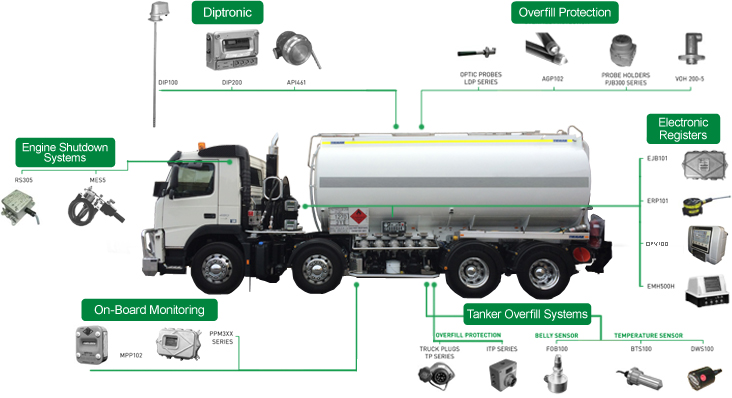 Diptronic
Overfill Protection
DIP100
DIP200
API461
OPTIC PROBES
LDP SERIES
AGP102
PROBE HOLDERS
PJB300 SERIES
VOH 200-5
Engine Shutdown
Systems
RS305
MES5
Electronic
Registers
EJB101
ERP101
EMH500H
On-Board Monitoring
MPP102
PPM3XX
SERIES
Tanker Overfill Systems
OVERFILL PROTECTION
BELLY SENSOR
TEMPERATURE SENSOR
TRUCK PLUGS
TP SERIES
ITP SERIES
FOB100
BTS100
DWS100